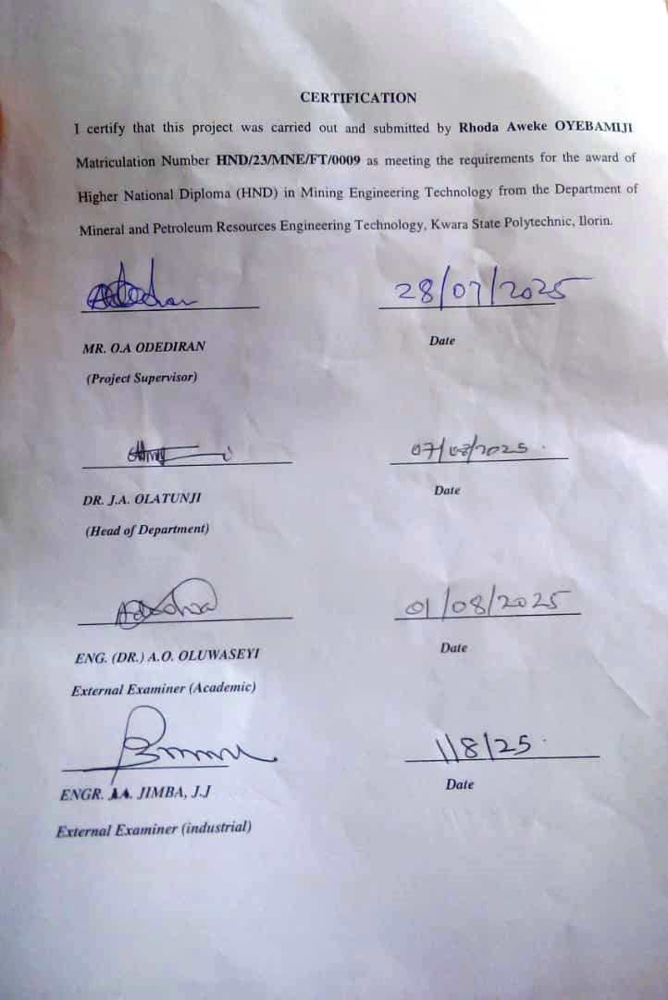 CERTIFICATION
I certify that this project was carried out and submitted by Rhoda Aweke OYEBAMIJI
Matriculation Number HND/23/MNE/FT/0009 as meeting the requirements for the award of
Higher National Diploma (HND) in Mining Engineering Technology from the Department of
Mineral and Petroleum Resources Engineering Technology, Kwara State Polytechnic, Ilorin.
28/07/2025
MR. O.A ODEDIRAN
Date
(Project Supervisor)
07/08/2025
DR. J.A. OLATUNJI
Date
(Head of Department)
01/08/2025
ENG. (DR.) A.O. OLUWASEYI
Date
External Examiner (Academic)
1/8/25
ENGR. JIMBA, J.J
Date
External Examiner (industrial)